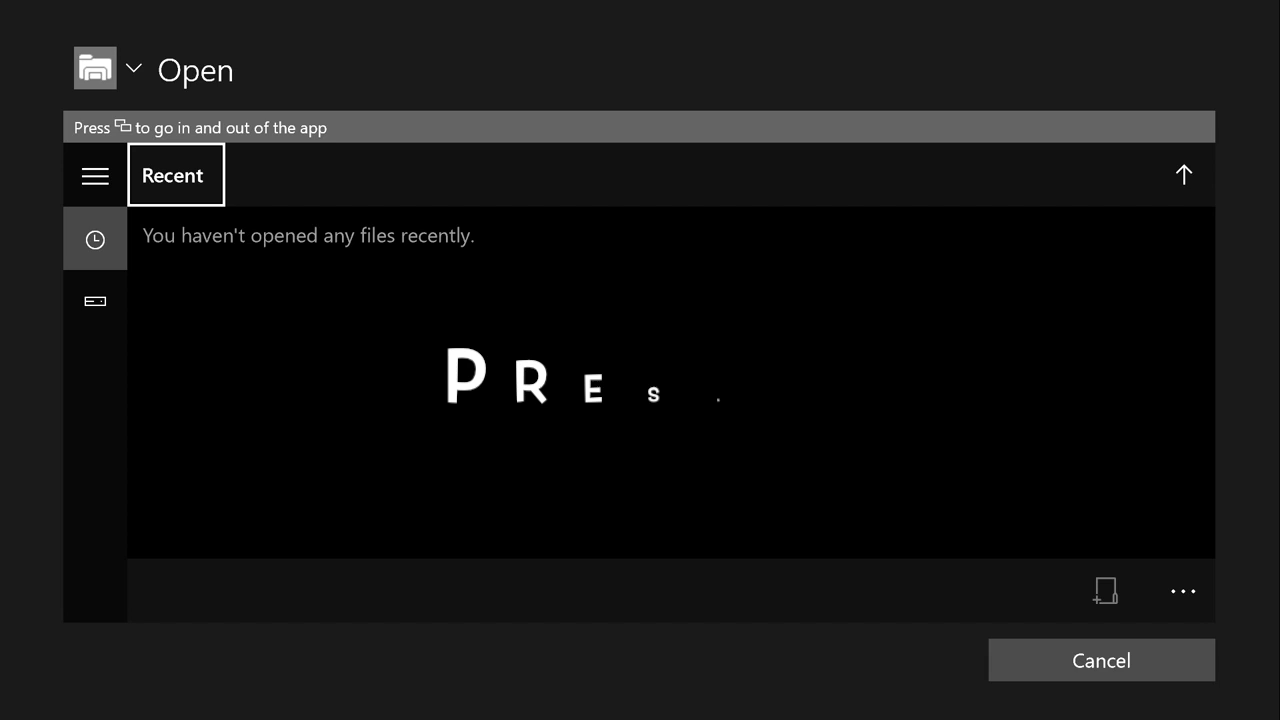 Open
Press to go in and out of the app
Recent
You haven't opened any files recently.
PRES
Cancel